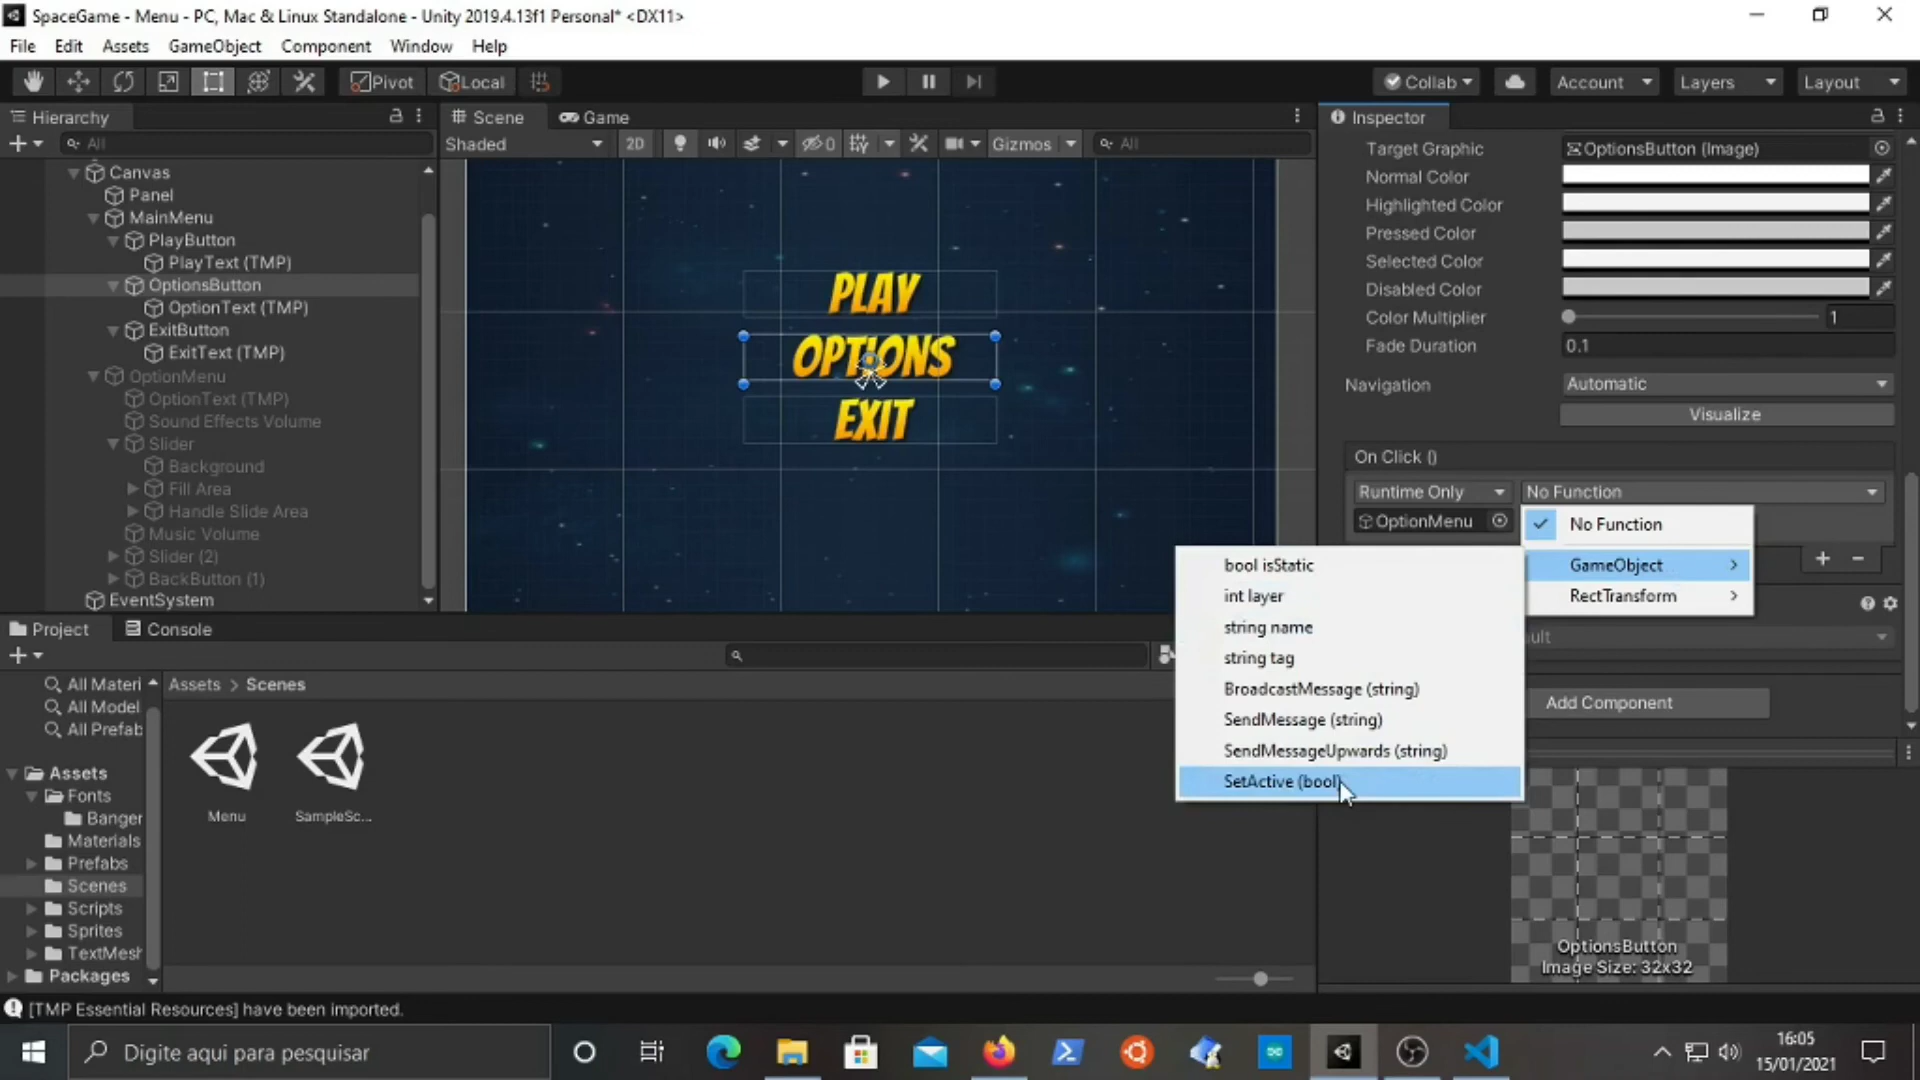 SpaceGame - Menu - PC, Mac & Linux Standalone - Unity 2019.4.13f1 Personal* <DX11>
File Edit Assets GameObject Component Window Help
Pivot Local Collab Account Layers Layout
Hierarchy
All
Canvas
Panel
MainMenu
PlayButton
PlayText (TMP)
OptionsButton
OptionText (TMP)
ExitButton
ExitText (TMP)
OptionMenu
OptionText (TMP)
Sound Effects Volume
Slider
Background
Fill Area
Handle Slide Area
Music Volume
Slider (2)
BackButton (1)
EventSystem
Scene Game
Shaded 2D 0 Gizmos All
PLAY
OPTIONS
EXIT
Inspector
Target Graphic OptionsButton (Image)
Normal Color
Highlighted Color
Pressed Color
Selected Color
Disabled Color
Color Multiplier 1
Fade Duration 0.1
Navigation Automatic
Visualize
On Click ()
Runtime Only No Function
OptionMenu
No Function
GameObject
RectTransform
bool isStatic
int layer
string name
string tag
BroadcastMessage (string)
SendMessage (string)
SendMessageUpwards (string)
SetActive (bool)
ult
Add Component
OptionsButton
Image Size: 32x32
Project Console
All Materi
All Model
All Prefab
Assets
Fonts
Banger
Materials
Prefabs
Scenes
Scripts
Sprites
TextMesh
Packages
Assets > Scenes
Menu SampleSc...
[TMP Essential Resources] have been imported.
Digite aqui para pesquisar
16:05
15/01/2021